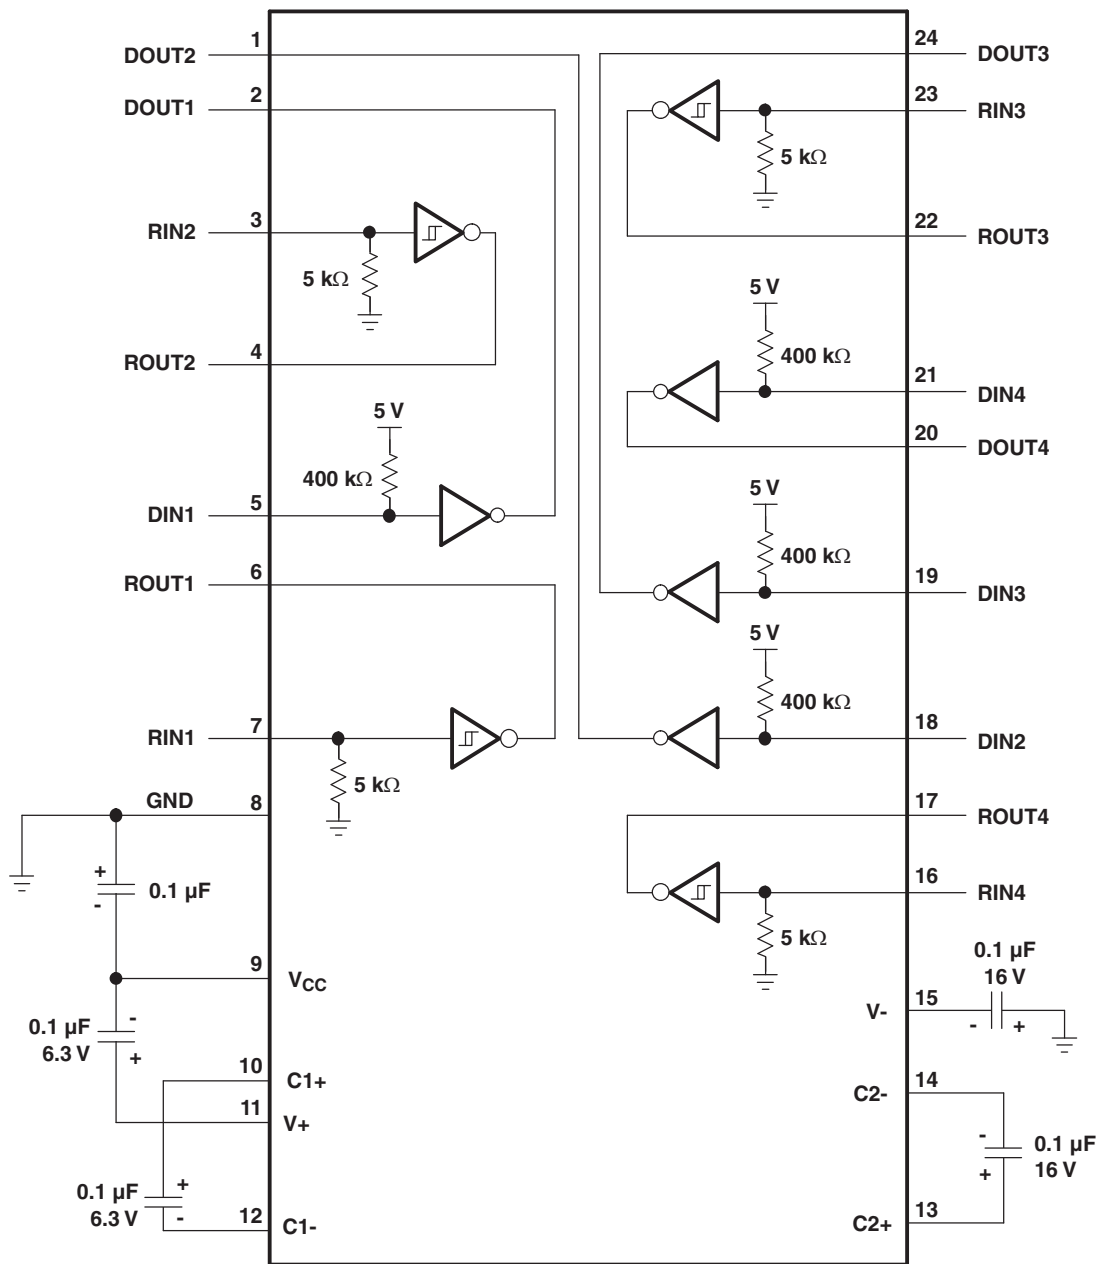 DOUT2 1
DOUT1 2
RIN2 3
5 kΩ
ROUT2 4
5 V
400 kΩ
DIN1 5
ROUT1 6
RIN1 7
5 kΩ
GND 8
+
0.1 µF
-
9 VCC
-
0.1 µF
6.3 V
+
10 C1+
11 V+
+
0.1 µF
6.3 V
-
12 C1-
24 DOUT3
23 RIN3
5 kΩ
22 ROUT3
5 V
400 kΩ
21 DIN4
20 DOUT4
5 V
400 kΩ
19 DIN3
5 V
400 kΩ
18 DIN2
17 ROUT4
16 RIN4
5 kΩ
0.1 µF
16 V
V- 15
- +
C2- 14
-
0.1 µF
16 V
+
C2+ 13